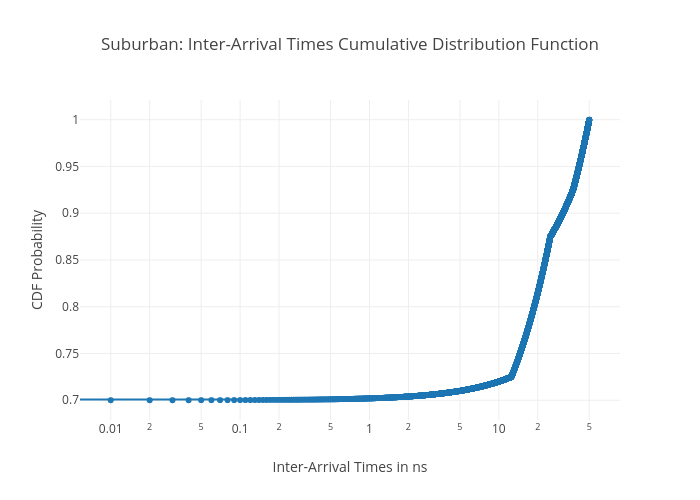 Suburban: Inter-Arrival Times Cumulative Distribution Function
1
0.95
0.9
0.85
0.8
0.75
0.7
CDF Probability
0.01 2 5 0.1 2 5 1 2 5 10 2 5
Inter-Arrival Times in ns